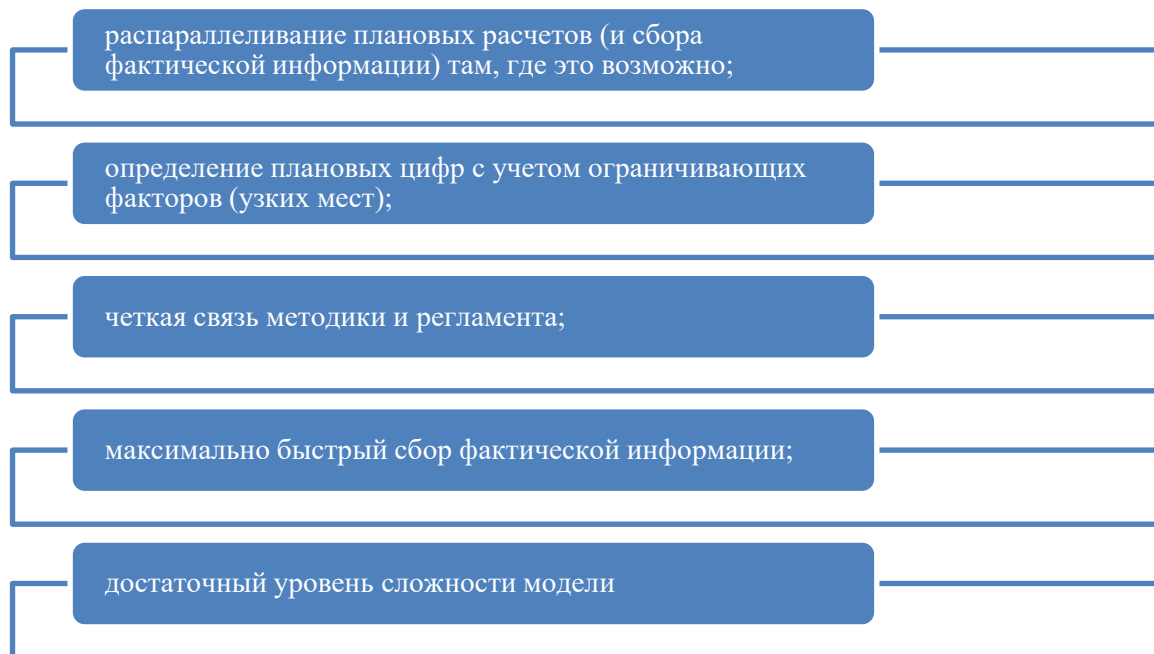 распараллеливание плановых расчетов (и сбора
фактической информации) там, где это возможно;
определение плановых цифр с учетом ограничивающих
факторов (узких мест);
четкая связь методики и регламента;
максимально быстрый сбор фактической информации;
достаточный уровень сложности модели